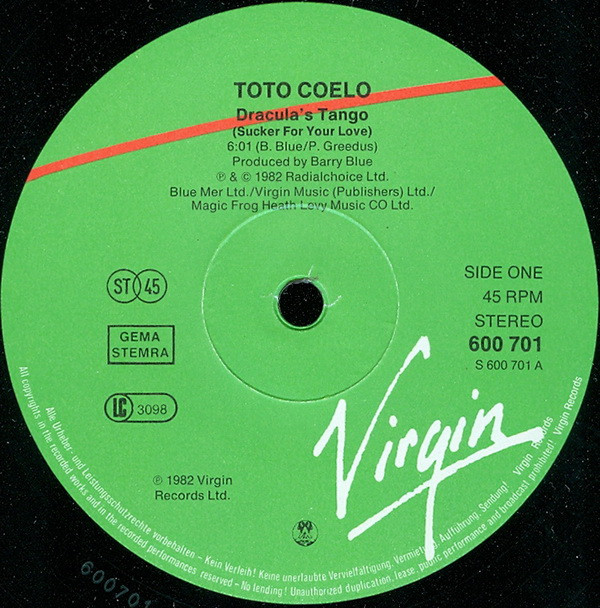 TOTO COELO
Dracula's Tango
(Sucker For Your Love)
6:01 (B. Blue/P. Greedus)
Produced by Barry Blue
℗ & © 1982 Radialchoice Ltd.
Blue Mer Ltd./Virgin Music (Publishers) Ltd./
Magic Frog Heath Levy Music CO Ltd.
ST 45
GEMA
STEMRA
LC 3098
SIDE ONE
45 RPM
STEREO
600 701
S 600 701 A
Virgin
℗ 1982 Virgin
Records Ltd.
Alle Urheber- und Leistungsschutzrechte vorbehalten – Kein Verleih! Keine unerlaubte Vervielfältigung, Vermietung, Aufführung, Sendung! Virgin Records
All copyrights in the recorded works and in the recorded performances reserved – No lending! Unauthorized duplication, lease, public performance and broadcast prohibited! Virgin Records
600701